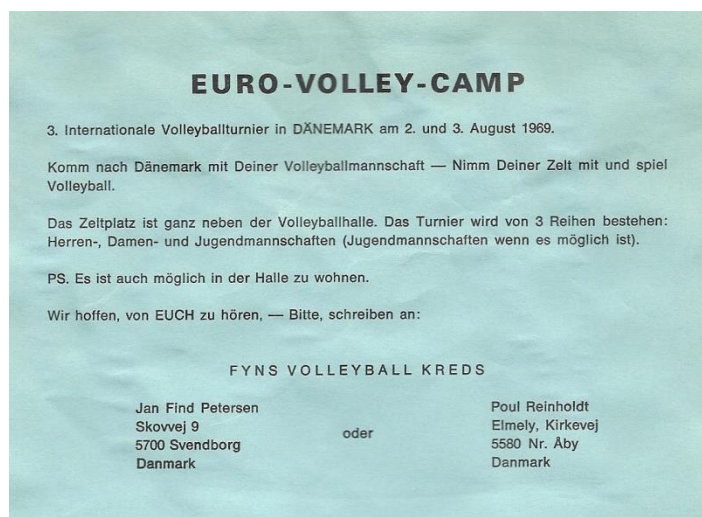 EURO-VOLLEY-CAMP
3. Internationale Volleyballturnier in DÄNEMARK am 2. und 3. August 1969.
Komm nach Dänemark mit Deiner Volleyballmannschaft — Nimm Deiner Zelt mit und spiel
Volleyball.
Das Zeltplatz ist ganz neben der Volleyballhalle. Das Turnier wird von 3 Reihen bestehen:
Herren-, Damen- und Jugendmannschaften (Jugendmannschaften wenn es möglich ist).
PS. Es ist auch möglich in der Halle zu wohnen.
Wir hoffen, von EUCH zu hören, — Bitte, schreiben an:
FYNS VOLLEYBALL KREDS
Jan Find Petersen
Skovvej 9
5700 Svendborg
Danmark
oder
Poul Reinholdt
Elmely, Kirkevej
5580 Nr. Åby
Danmark